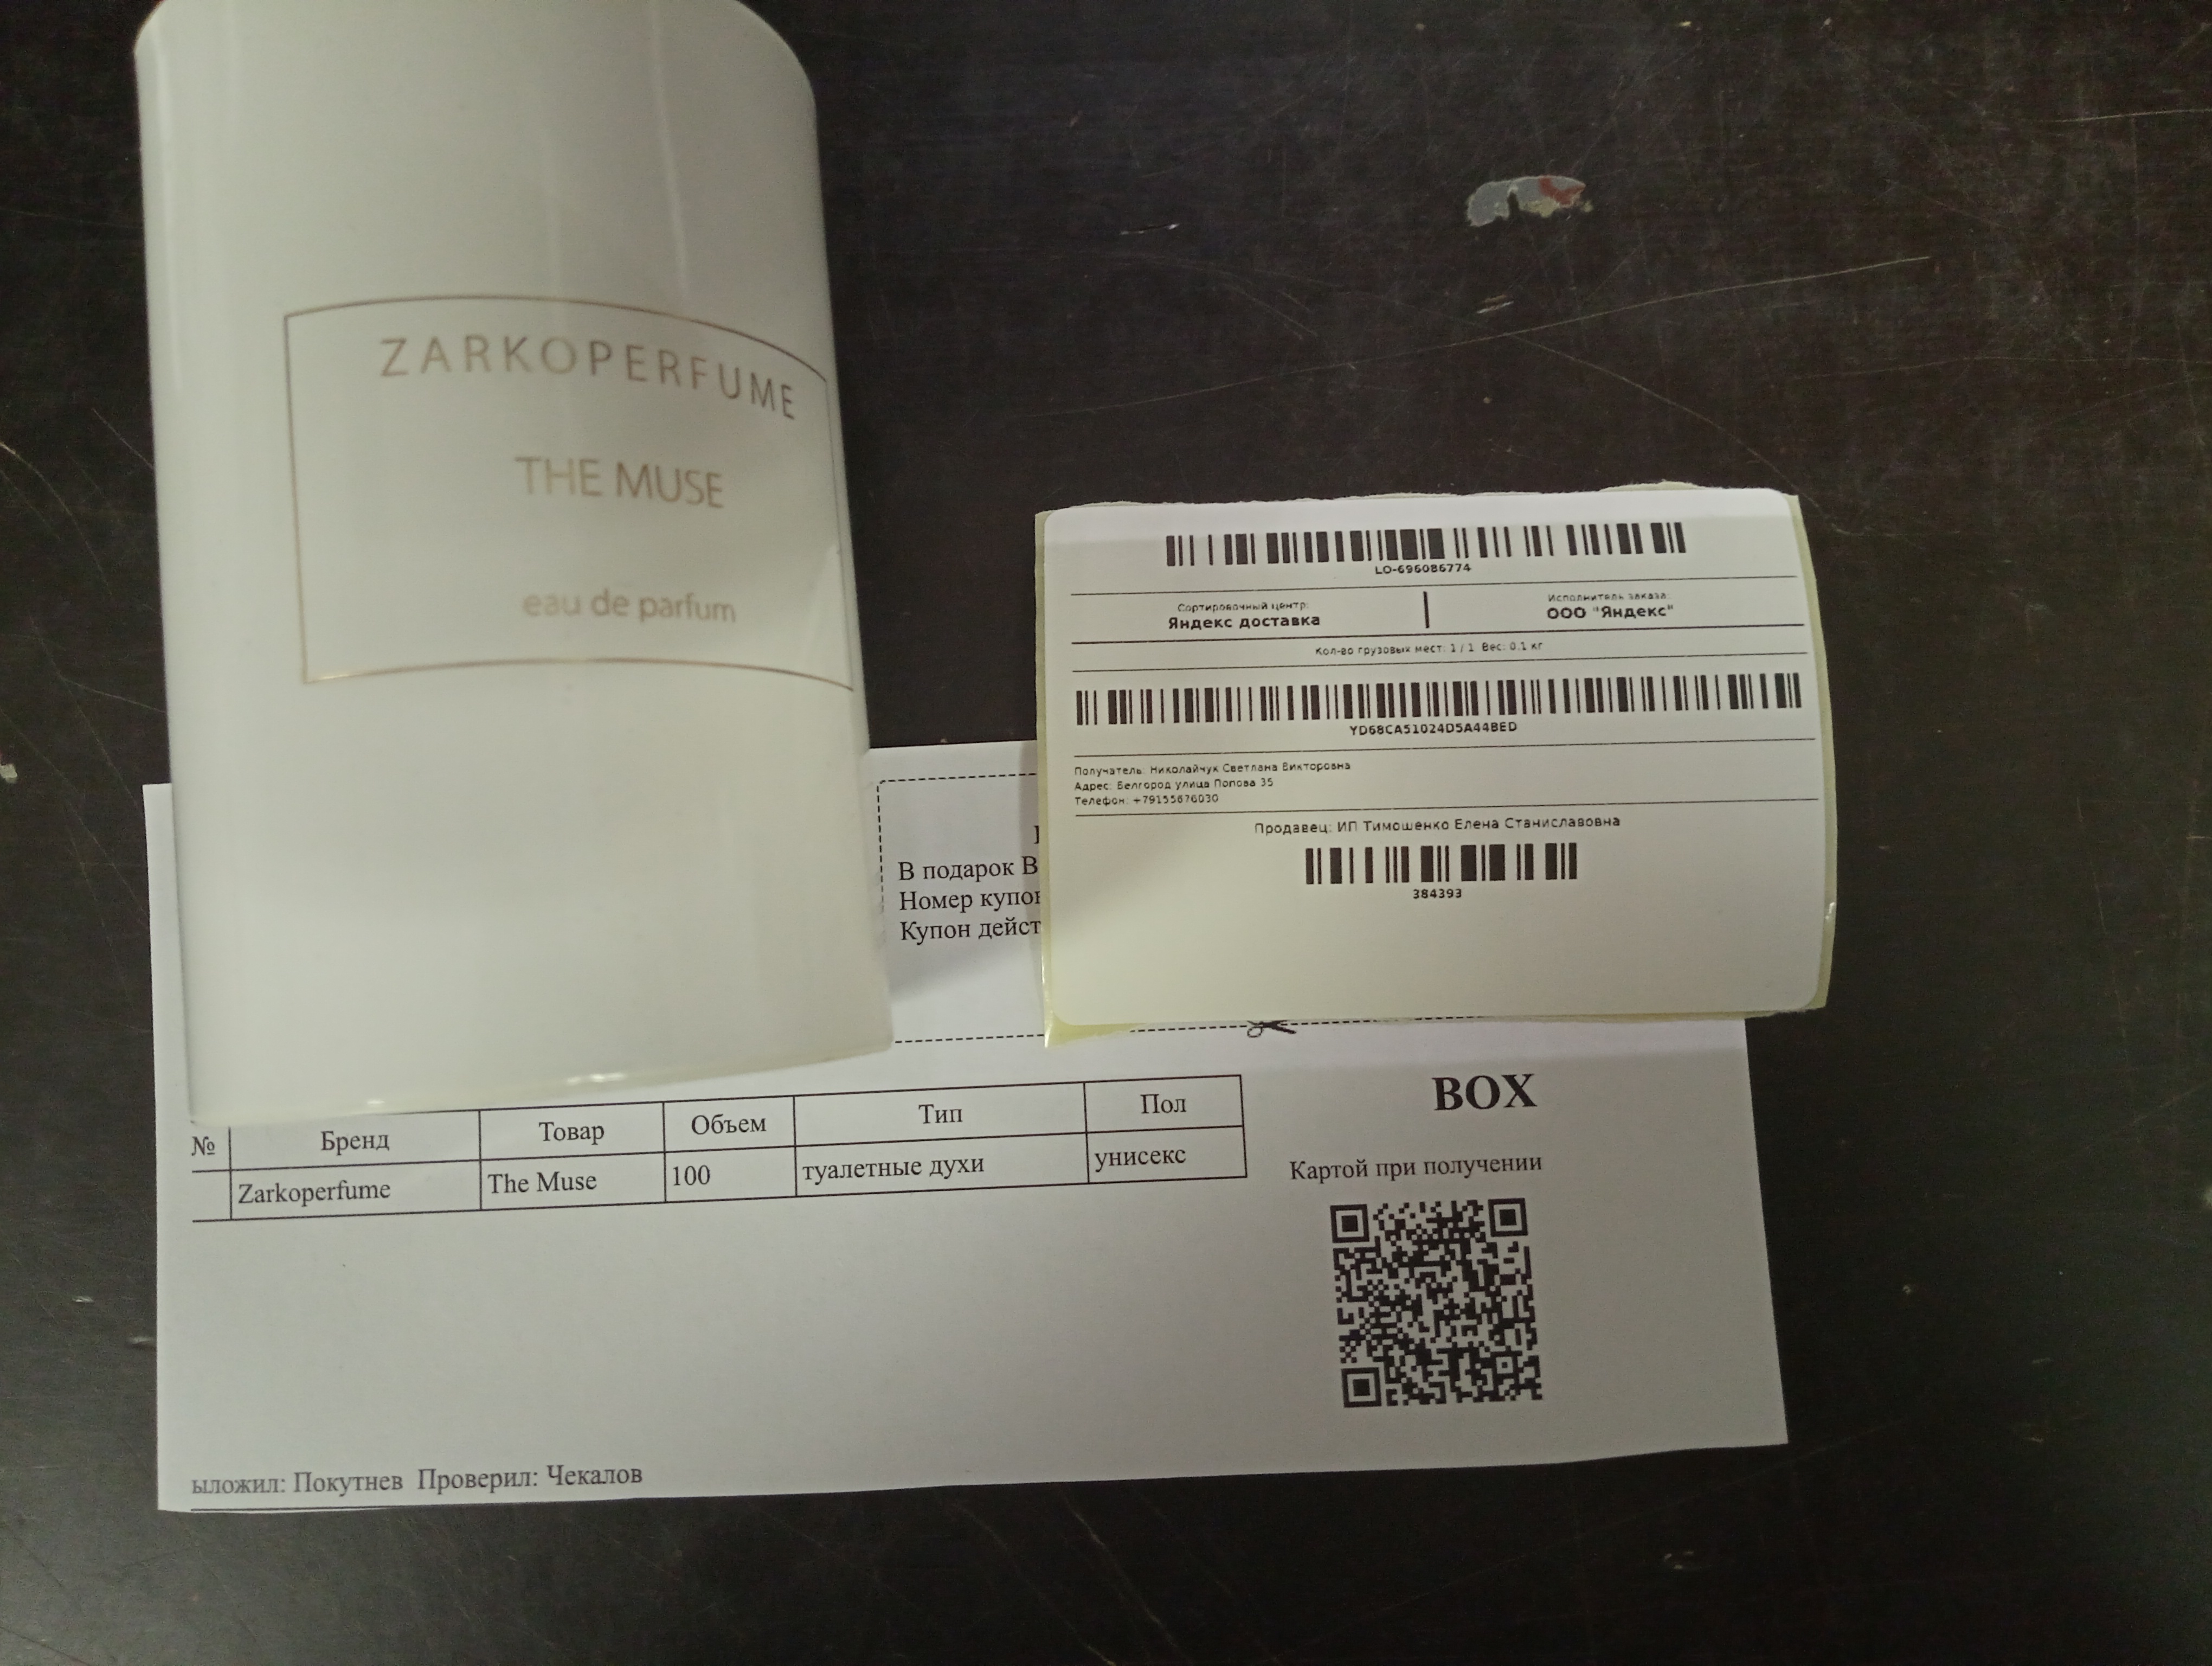 ZARKOPERFUME
THE MUSE
eau de parfum
LO-696086774
Сортировочный центр:
Яндекс доставка
Исполнитель заказа:
ООО "Яндекс"
Кол-во грузовых мест: 1 / 1 Вес: 0.1 кг
YD68CA51024D5A44BED
Получатель: Николайчук Светлана Викторовна
Адрес: Белгород улица Попова 35
Телефон: +79155676030
Продавец: ИП Тимошенко Елена Станиславовна
384393
В подарок В
Номер купон
Купон дейст
№ Бренд Товар Объем Тип Пол
Zarkoperfume The Muse 100 туалетные духи унисекс
BOX
Картой при получении
ыложил: Покутнев Проверил: Чекалов